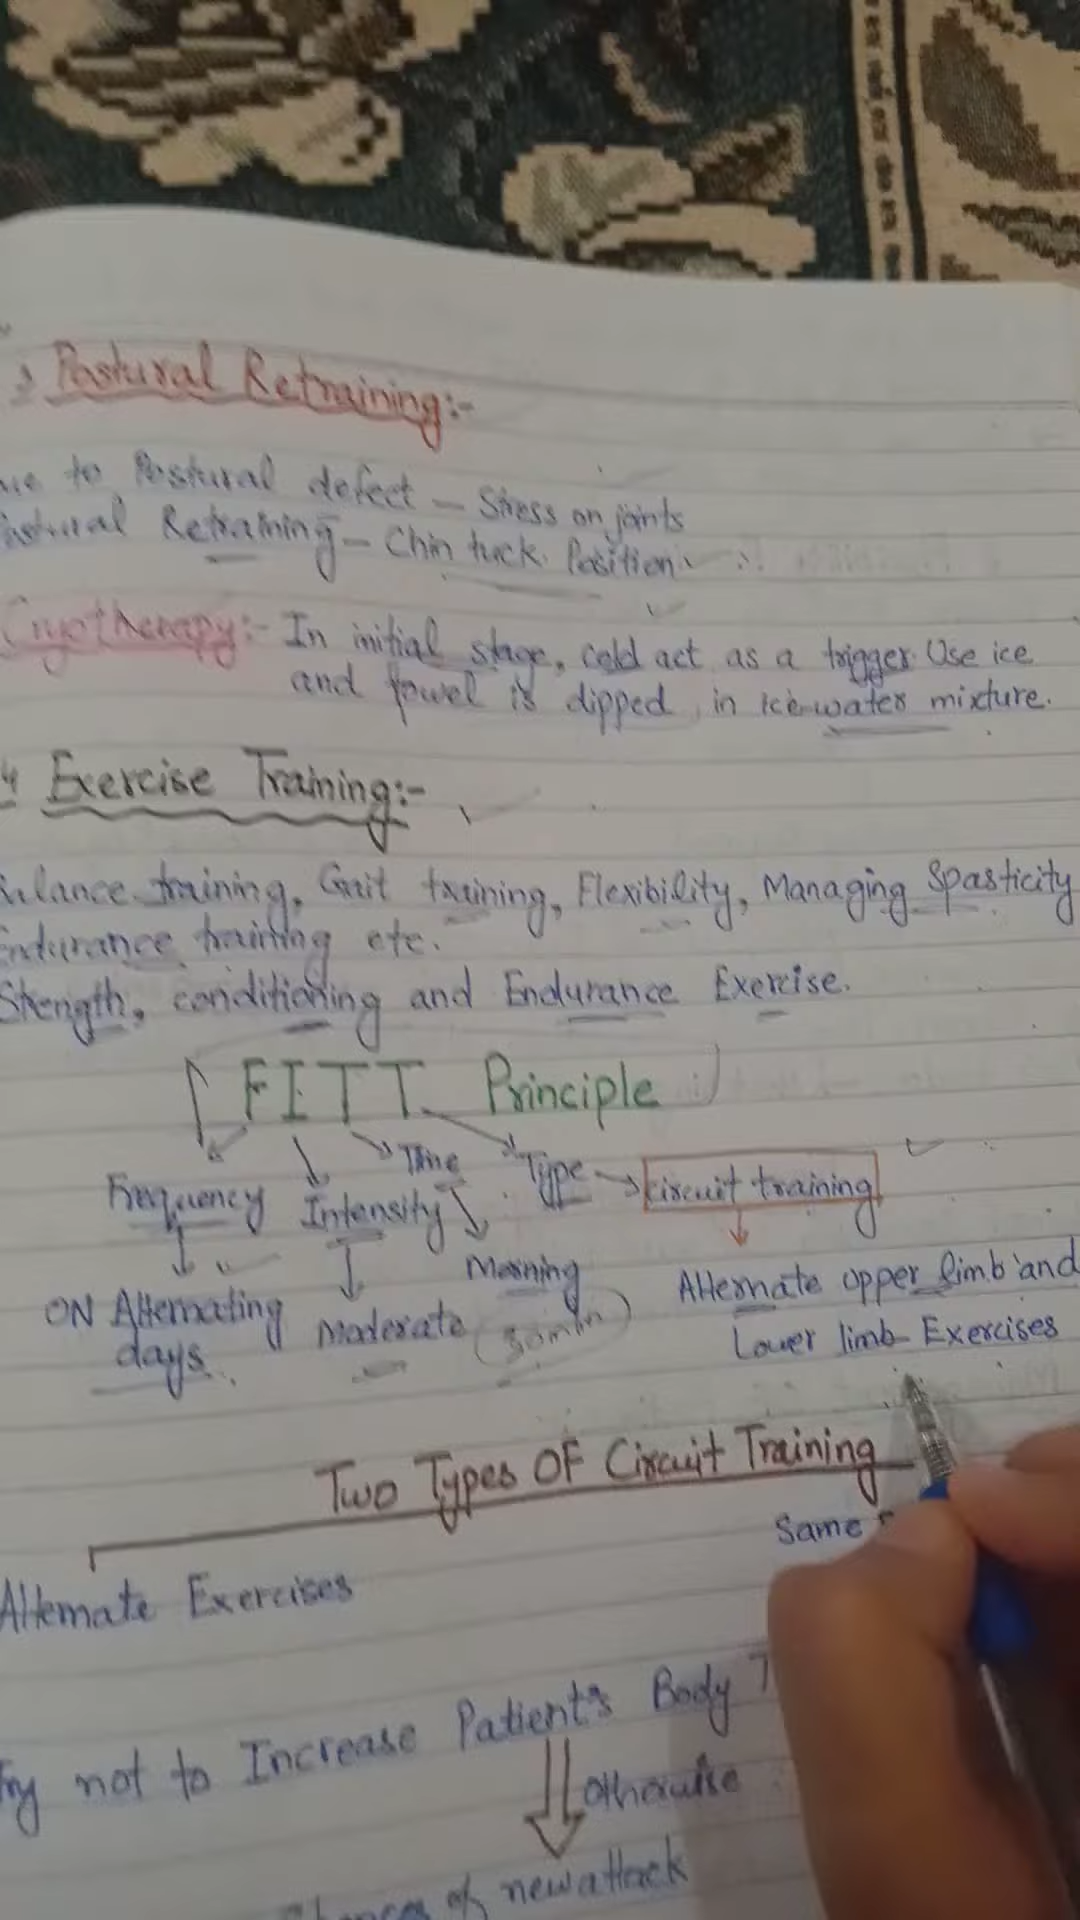 Postural Retraining:-
to Postural defect - Stress on joints
Retraining - Chin tuck Position
Cryotherapy:- In initial stage, cold act as a trigger. Use ice
and towel is dipped in ice water mixture.
4 Exercise Training:-
Balance training, Gait training, Flexibility, Managing Spasticity
Endurance training etc.
Strength, conditioning and Endurance Exercise.
FITT Principle
Frequency Intensity Time Type → circuit training
ON Alternating days
Moderate
Morning (30min)
Alternate upper limb and
Lower limb Exercises
Two Types OF Circuit Training
Alternate Exercises
Same
Try not to Increase Patient's Body
otherwise
of new attack